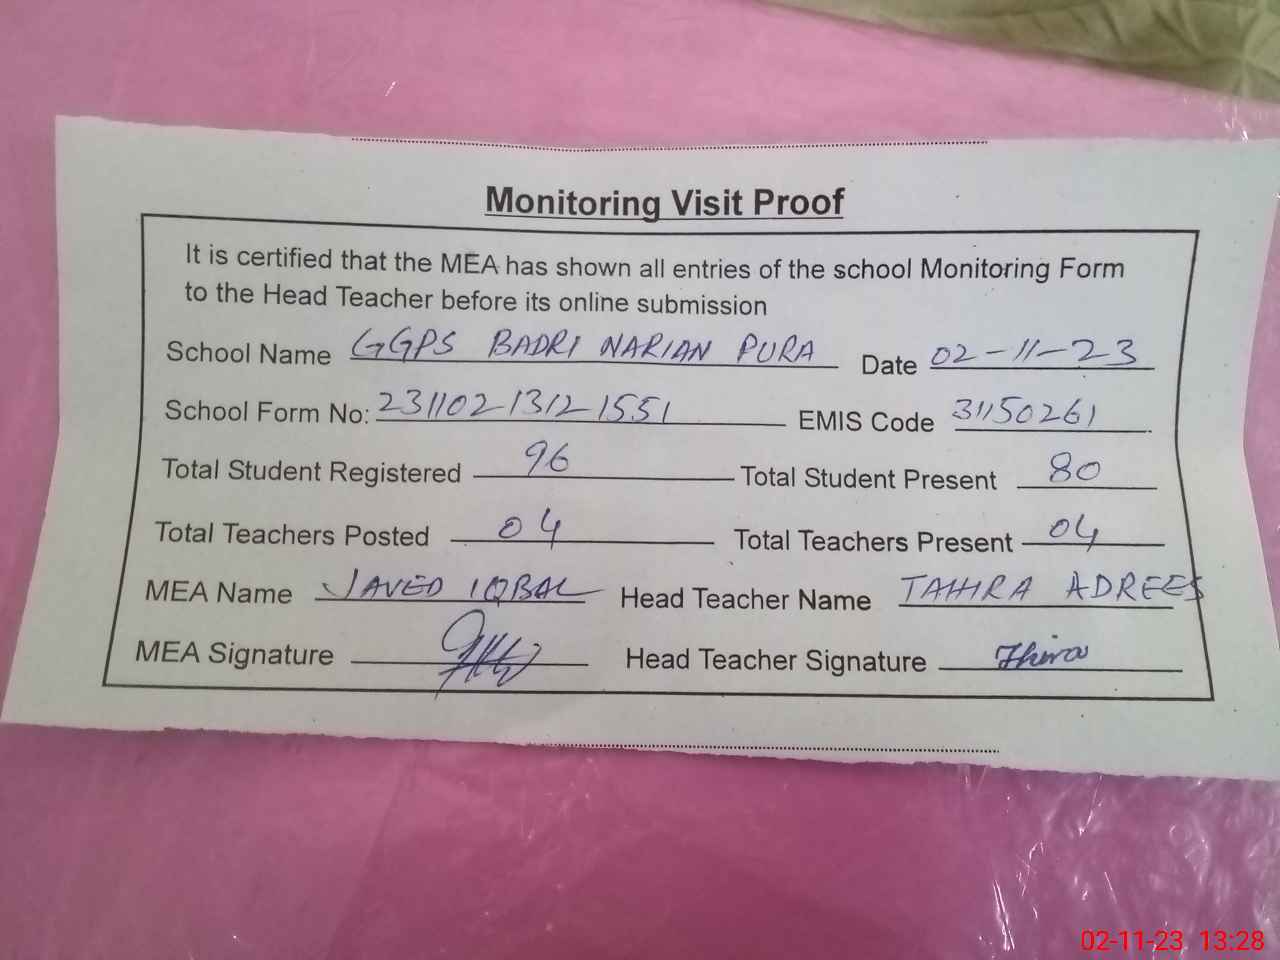 Monitoring Visit Proof
It is certified that the MEA has shown all entries of the school Monitoring Form
to the Head Teacher before its online submission
School Name GGPS BADRI NARIAN PURA Date 02-11-23
School Form No: 23110213121551 EMIS Code 31150261
Total Student Registered 96 Total Student Present 80
Total Teachers Posted 04 Total Teachers Present 04
MEA Name JAVED IQBAL Head Teacher Name TAHIRA ADREES
MEA Signature Head Teacher Signature
02-11-23 13:28